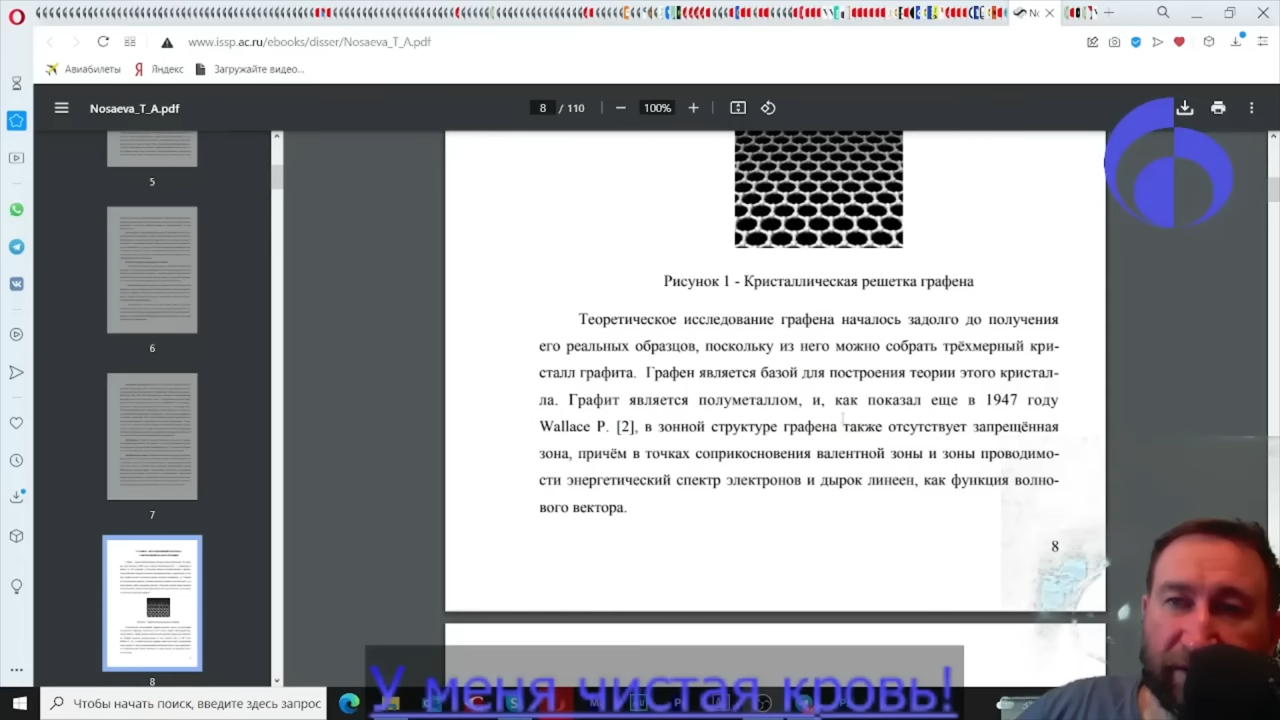 www.issp.ac.ru/ebooks/disser/Nosaeva_T_A.pdf
Авиабилеты
Яндекс
Загружайте видео...
Nosaeva_T_A.pdf
8 / 110
100%
5
6
7
8
Рисунок 1 - Кристаллическая решетка графена
Теоретическое исследование графена началось задолго до получения
его реальных образцов, поскольку из него можно собрать трёхмерный кри-
сталл графита. Графен является базой для построения теории этого кристал-
ла. Графит является полуметаллом, и, как показал еще в 1947 году
Wallace P. [2], в зонной структуре графена также отсутствует запрещённая
зона, причём в точках соприкосновения валентной зоны и зоны проводимо-
сти энергетический спектр электронов и дырок линеен, как функция волно-
вого вектора.
8
У меня чистая кровь!
Чтобы начать поиск, введите здесь запрос